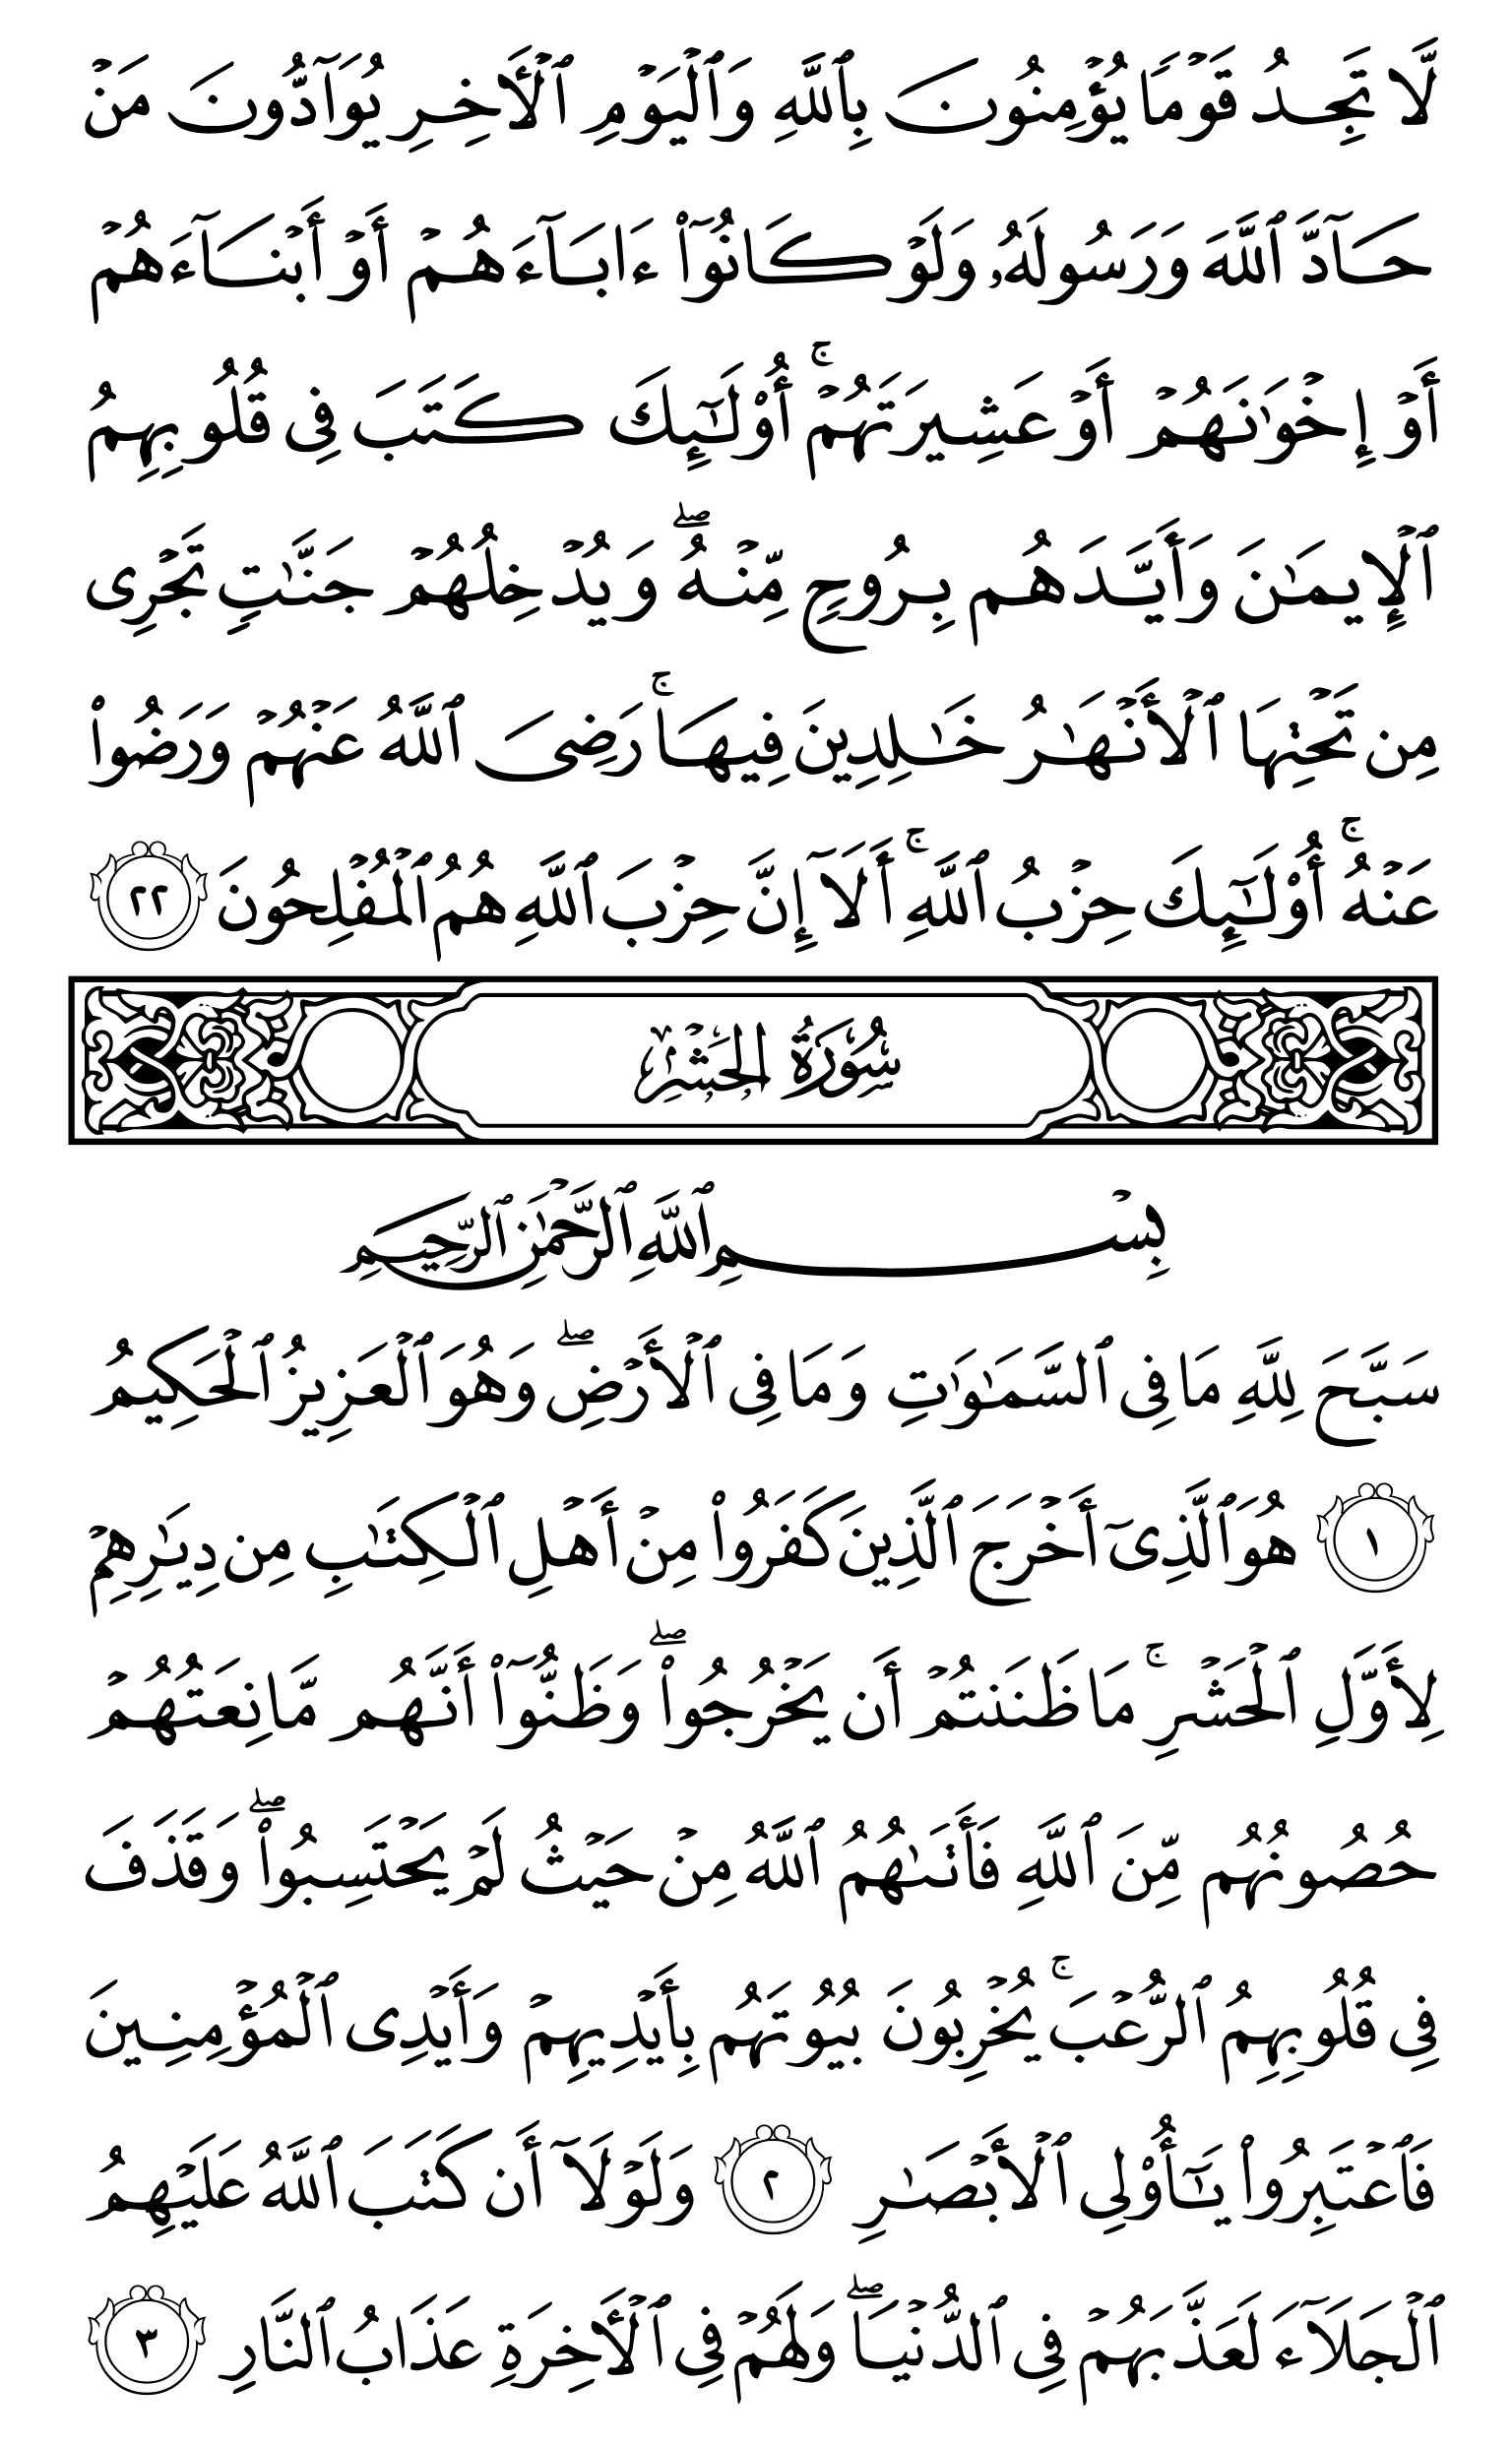 لَّا تَجِدُ قَوۡمٗا يُؤۡمِنُونَ بِٱللَّهِ وَٱلۡيَوۡمِ ٱلۡأٓخِرِ يُوَآدُّونَ مَنۡ
حَآدَّ ٱللَّهَ وَرَسُولَهُۥ وَلَوۡ كَانُوٓاْ ءَابَآءَهُمۡ أَوۡ أَبۡنَآءَهُمۡ
أَوۡ إِخۡوَٰنَهُمۡ أَوۡ عَشِيرَتَهُمۡۚ أُوْلَٰٓئِكَ كَتَبَ فِي قُلُوبِهِمُ
ٱلۡإِيمَٰنَ وَأَيَّدَهُم بِرُوحٖ مِّنۡهُۖ وَيُدۡخِلُهُمۡ جَنَّٰتٖ تَجۡرِي
مِن تَحۡتِهَا ٱلۡأَنۡهَٰرُ خَٰلِدِينَ فِيهَاۚ رَضِيَ ٱللَّهُ عَنۡهُمۡ وَرَضُواْ
عَنۡهُۚ أُوْلَٰٓئِكَ حِزۡبُ ٱللَّهِۚ أَلَآ إِنَّ حِزۡبَ ٱللَّهِ هُمُ ٱلۡمُفۡلِحُونَ ٢٢
سُورَةُ الحَشۡرِ
بِسۡمِ ٱللَّهِ ٱلرَّحۡمَٰنِ ٱلرَّحِيمِ
سَبَّحَ لِلَّهِ مَا فِي ٱلسَّمَٰوَٰتِ وَمَا فِي ٱلۡأَرۡضِۖ وَهُوَ ٱلۡعَزِيزُ ٱلۡحَكِيمُ
١ هُوَ ٱلَّذِيٓ أَخۡرَجَ ٱلَّذِينَ كَفَرُواْ مِنۡ أَهۡلِ ٱلۡكِتَٰبِ مِن دِيَٰرِهِمۡ
لِأَوَّلِ ٱلۡحَشۡرِۚ مَا ظَنَنتُمۡ أَن يَخۡرُجُواْۖ وَظَنُّوٓاْ أَنَّهُم مَّانِعَتُهُمۡ
حُصُونُهُم مِّنَ ٱللَّهِ فَأَتَىٰهُمُ ٱللَّهُ مِنۡ حَيۡثُ لَمۡ يَحۡتَسِبُواْۖ وَقَذَفَ
فِي قُلُوبِهِمُ ٱلرُّعۡبَۚ يُخۡرِبُونَ بُيُوتَهُم بِأَيۡدِيهِمۡ وَأَيۡدِي ٱلۡمُؤۡمِنِينَ
فَٱعۡتَبِرُواْ يَٰٓأُوْلِي ٱلۡأَبۡصَٰرِ ٢ وَلَوۡلَآ أَن كَتَبَ ٱللَّهُ عَلَيۡهِمُ
ٱلۡجَلَآءَ لَعَذَّبَهُمۡ فِي ٱلدُّنۡيَاۖ وَلَهُمۡ فِي ٱلۡأٓخِرَةِ عَذَابُ ٱلنَّارِ ٣